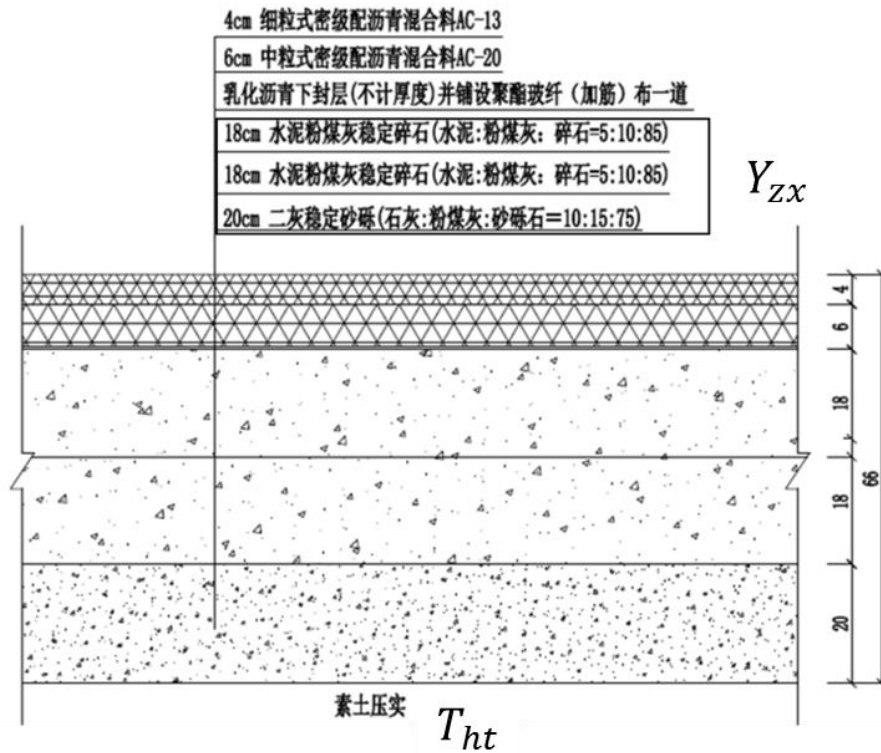 4cm 细粒式密级配沥青混合料AC-13
6cm 中粒式密级配沥青混合料AC-20
乳化沥青下封层(不计厚度)并铺设聚酯玻纤（加筋）布一道
18cm 水泥粉煤灰稳定碎石(水泥:粉煤灰：碎石=5:10:85)
18cm 水泥粉煤灰稳定碎石(水泥:粉煤灰：碎石=5:10:85)
20cm 二灰稳定砂砾(石灰:粉煤灰:砂砾石=10:15:75)
Y_{zx}
4
6
18
18
20
66
素土压实
T_{ht}